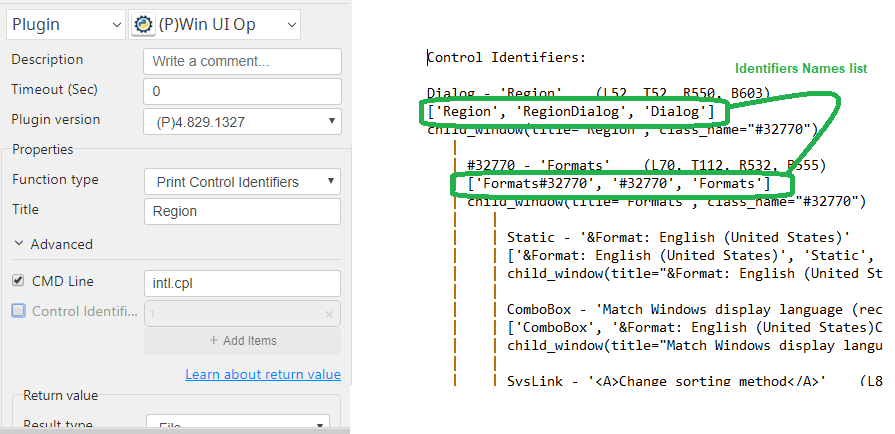 Plugin
(P)Win UI Op
Description
Write a comment...
Timeout (Sec)
0
Plugin version
(P)4.829.1327
Properties
Function type
Print Control Identifiers
Title
Region
Advanced
CMD Line
intl.cpl
Control Identifi...
1
+ Add Items
Learn about return value
Return value
Result type
File
Control Identifiers:
Identifiers Names list
Dialog - 'Region' (L52, T52, R550, B603)
['Region', 'RegionDialog', 'Dialog']
child_window(title="Region", class_name="#32770")
#32770 - 'Formats' (L70, T112, R532, B555)
['Formats#32770', '#32770', 'Formats']
child_window(title="Formats", class_name="#32770")
Static - '&Format: English (United States)'
['&Format: English (United States)', 'Static',
child_window(title="&Format: English (United St
ComboBox - 'Match Windows display language (rec
['ComboBox', '&Format: English (United States)C
child_window(title="Match Windows display langu
SysLink - '<A>Change sorting method</A>' (L8